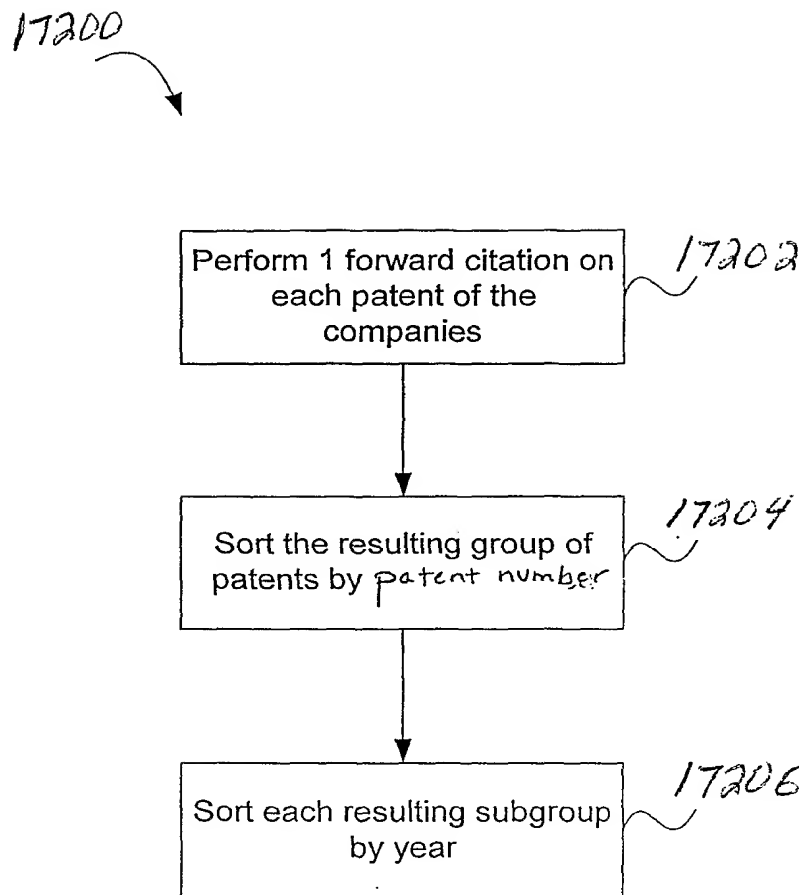 17200
Perform 1 forward citation on
each patent of the
companies
17202
Sort the resulting group of
patents by patent number
17204
Sort each resulting subgroup
by year
17206